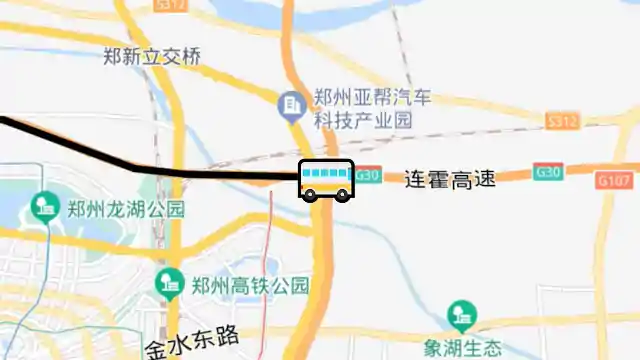 S317
郑新立交桥
郑州亚帮汽车
科技产业园
S312
G30
连霍高速
G30
G107
郑州龙湖公园
郑州高铁公园
金水东路
象湖生态